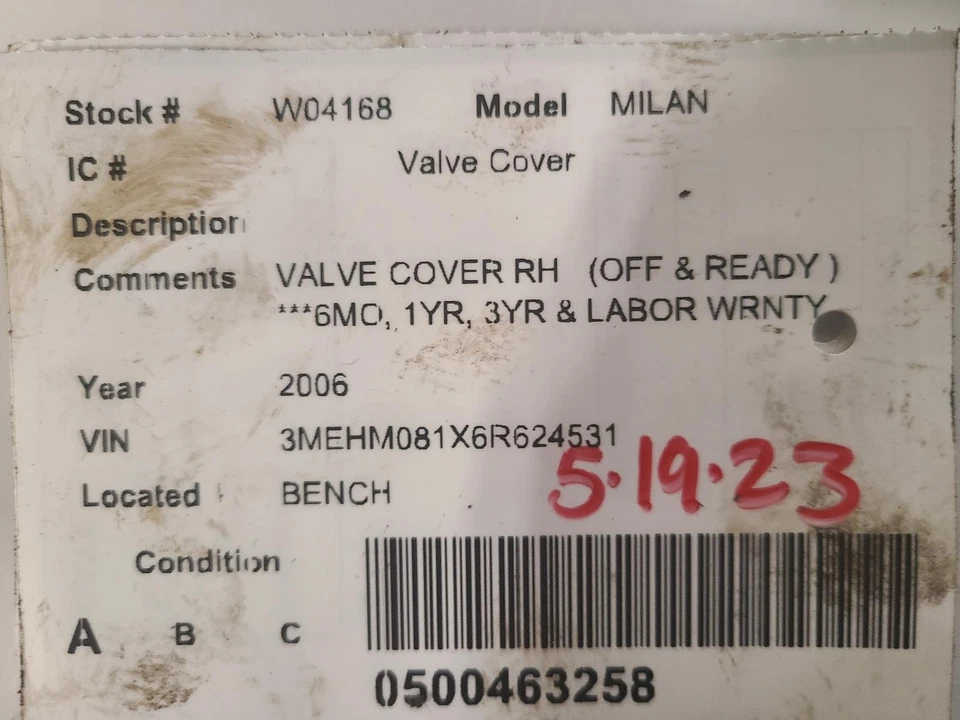 Stock # W04168 Model MILAN
IC # Valve Cover
Description
Comments VALVE COVER RH (OFF & READY )
***6MO, 1YR, 3YR & LABOR WRNTY
Year 2006
VIN 3MEHM081X6R624531
5.19.23
Located BENCH
Condition
A B C
0500463258